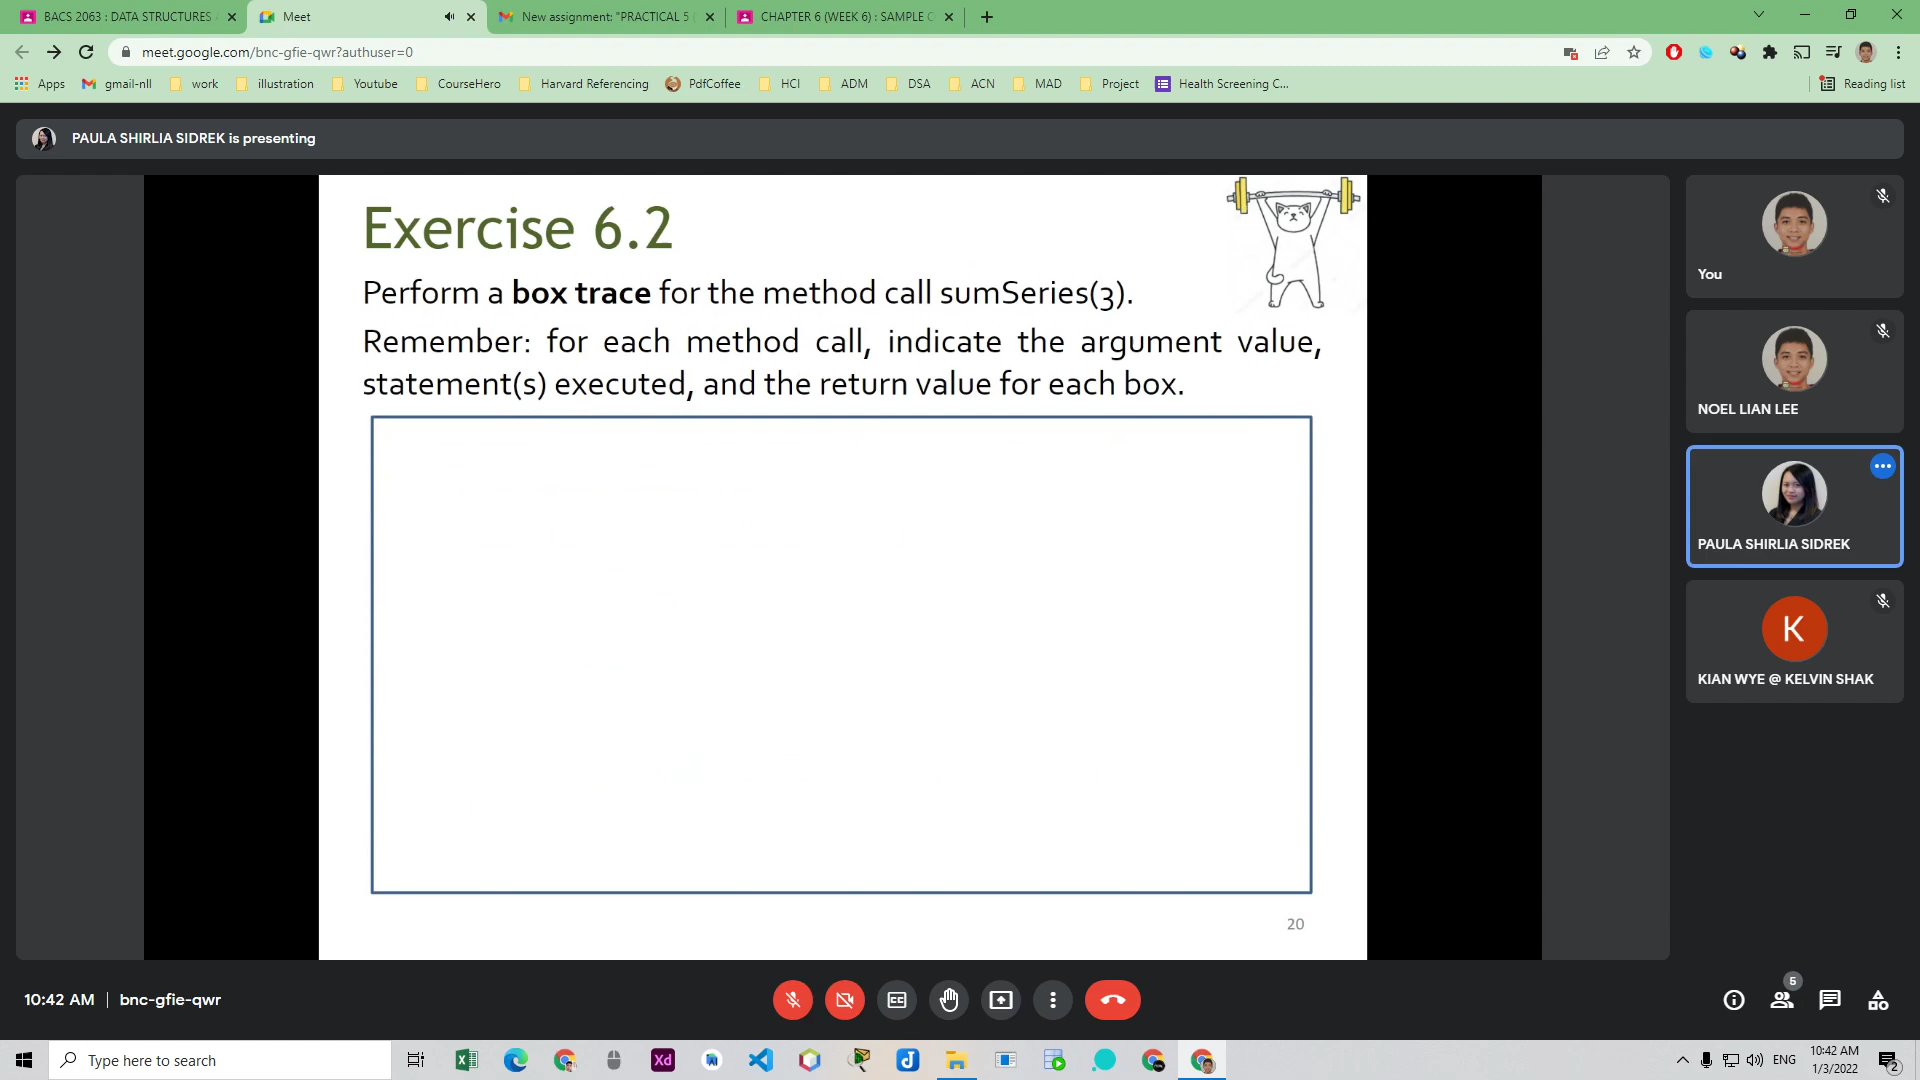 BACS 2063 : DATA STRUCTURES
Meet
New assignment: "PRACTICAL 5
CHAPTER 6 (WEEK 6) : SAMPLE C
meet.google.com/bnc-gfie-qwr?authuser=0
Apps
gmail-nll
work
illustration
Youtube
CourseHero
Harvard Referencing
PdfCoffee
HCI
ADM
DSA
ACN
MAD
Project
Health Screening C...
Reading list
PAULA SHIRLIA SIDREK is presenting
Exercise 6.2
Perform a box trace for the method call sumSeries(3).
Remember: for each method call, indicate the argument value,
statement(s) executed, and the return value for each box.
20
You
NOEL LIAN LEE
PAULA SHIRLIA SIDREK
K
KIAN WYE @ KELVIN SHAK
10:42 AM | bnc-gfie-qwr
CC
5
Type here to search
Xd
ENG
10:42 AM
1/3/2022
2